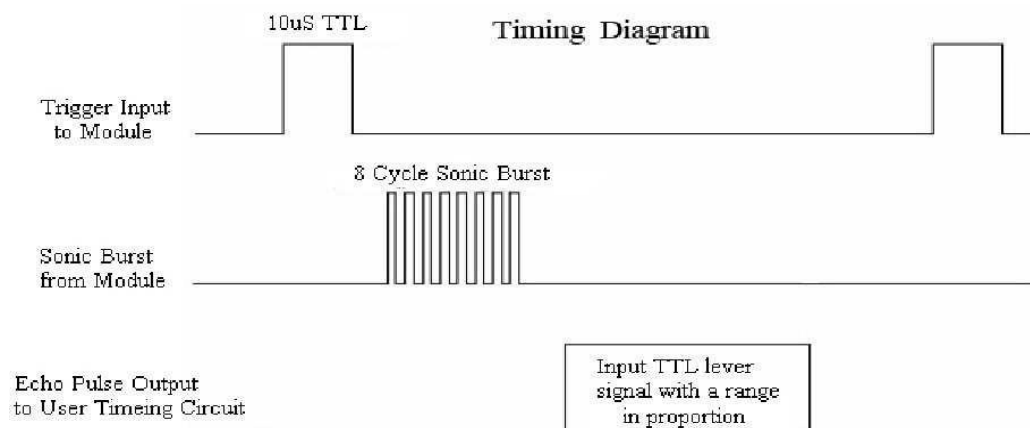 10uS TTL
Timing Diagram
Trigger Input
to Module
8 Cycle Sonic Burst
Sonic Burst
from Module
Echo Pulse Output
to User Timeing Circuit
Input TTL lever
signal with a range
in proportion